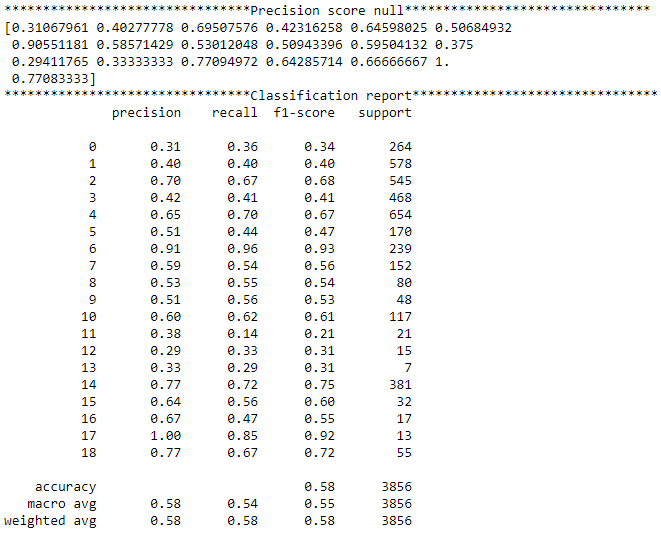 ********************************Precision score null********************************
[0.31067961 0.40277778 0.69507576 0.42316258 0.64598025 0.50684932
0.90551181 0.58571429 0.53012048 0.50943396 0.59504132 0.375
0.29411765 0.33333333 0.77094972 0.64285714 0.66666667 1.
0.77083333]
********************************Classification report********************************
precision recall f1-score support
0 0.31 0.36 0.34 264
1 0.40 0.40 0.40 578
2 0.70 0.67 0.68 545
3 0.42 0.41 0.41 468
4 0.65 0.70 0.67 654
5 0.51 0.44 0.47 170
6 0.91 0.96 0.93 239
7 0.59 0.54 0.56 152
8 0.53 0.55 0.54 80
9 0.51 0.56 0.53 48
10 0.60 0.62 0.61 117
11 0.38 0.14 0.21 21
12 0.29 0.33 0.31 15
13 0.33 0.29 0.31 7
14 0.77 0.72 0.75 381
15 0.64 0.56 0.60 32
16 0.67 0.47 0.55 17
17 1.00 0.85 0.92 13
18 0.77 0.67 0.72 55
accuracy 0.58 3856
macro avg 0.58 0.54 0.55 3856
weighted avg 0.58 0.58 0.58 3856